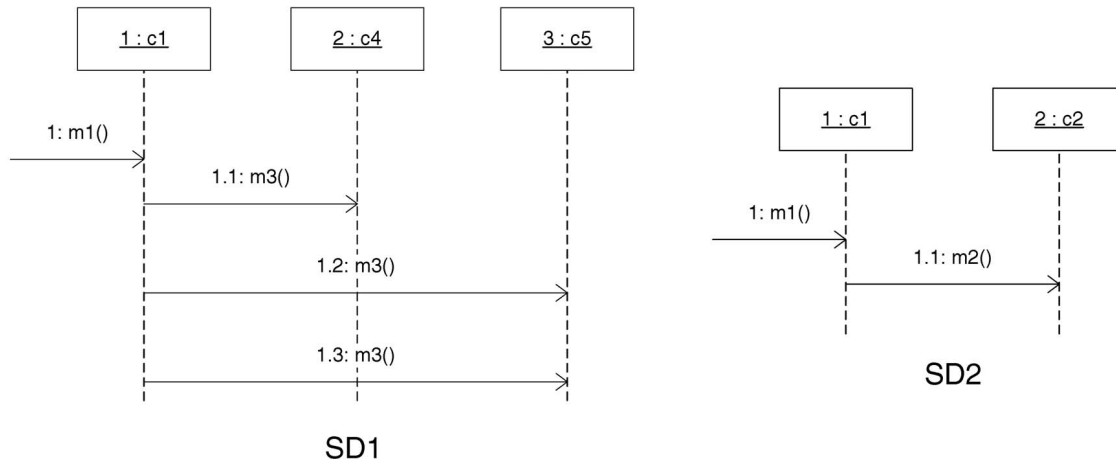 1 : c1
2 : c4
3 : c5
1: m1()
1.1: m3()
1.2: m3()
1.3: m3()
SD1
1 : c1
2 : c2
1: m1()
1.1: m2()
SD2